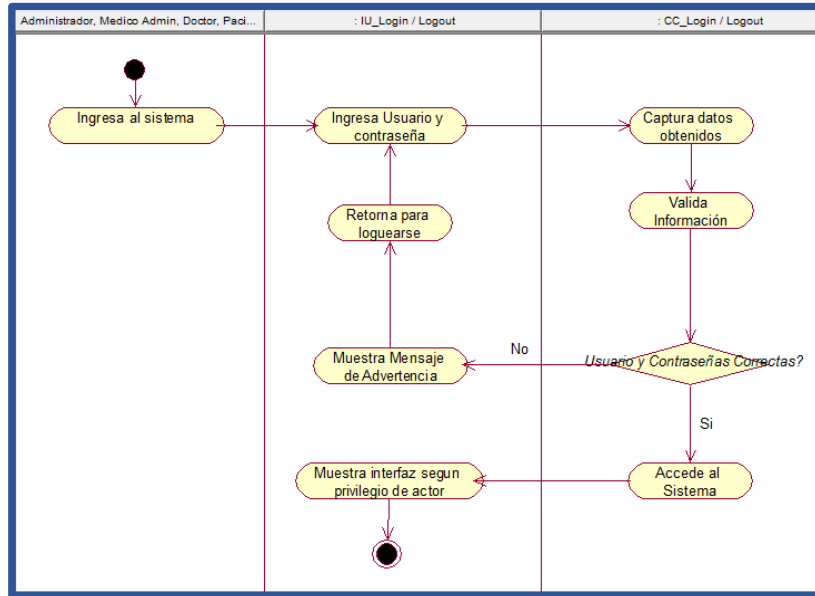 Administrador, Medico Admin, Doctor, Paci...
: IU_Login / Logout
: CC_Login / Logout
Ingresa al sistema
Ingresa Usuario y
contraseña
Captura datos
obtenidos
Retorna para
loguearse
Valida
Información
Muestra Mensaje
de Advertencia
No
Usuario y Contraseñas Correctas?
Si
Muestra interfaz segun
privilegio de actor
Accede al
Sistema